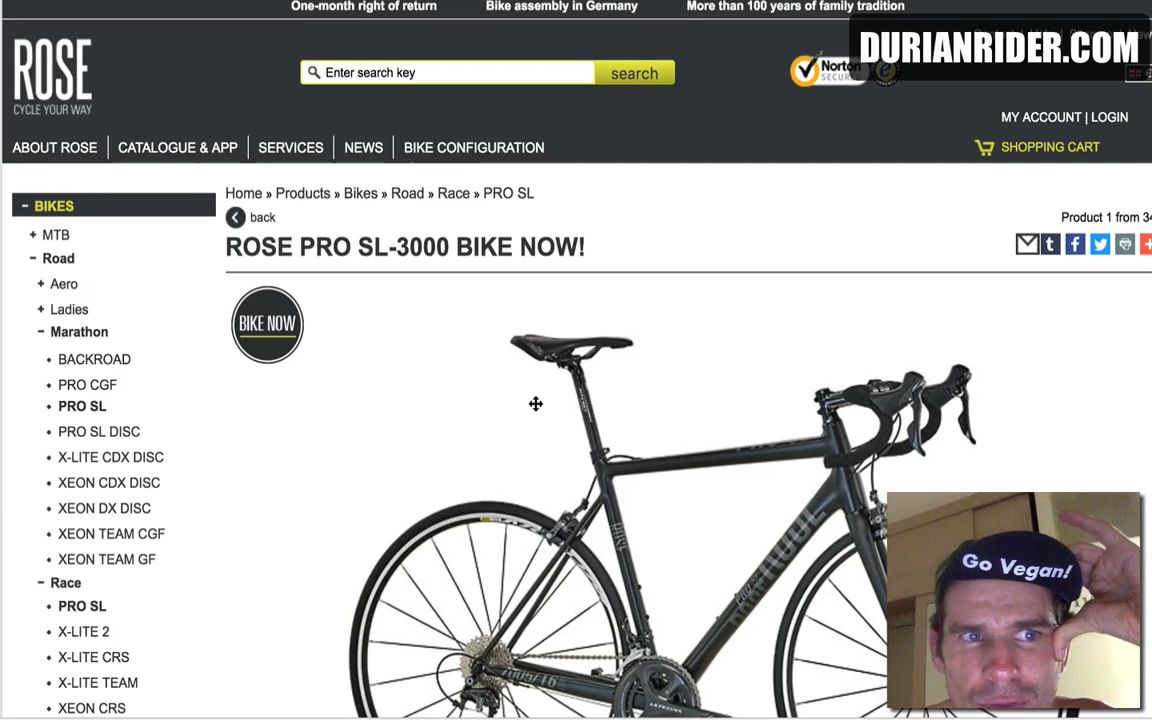 One-month right of return Bike assembly in Germany More than 100 years of family tradition
DURIANRIDER.COM
ROSE
CYCLE YOUR WAY
Enter search key search
Norton
SECURED
MY ACCOUNT | LOGIN
ABOUT ROSE CATALOGUE & APP SERVICES NEWS BIKE CONFIGURATION SHOPPING CART
BIKES
MTB
Road
Aero
Ladies
Marathon
BACKROAD
PRO CGF
PRO SL
PRO SL DISC
X-LITE CDX DISC
XEON CDX DISC
XEON DX DISC
XEON TEAM CGF
XEON TEAM GF
Race
PRO SL
X-LITE 2
X-LITE CRS
X-LITE TEAM
XEON CRS
Home » Products » Bikes » Road » Race » PRO SL
back Product 1 from 34
ROSE PRO SL-3000 BIKE NOW!
BIKE NOW
Go Vegan!